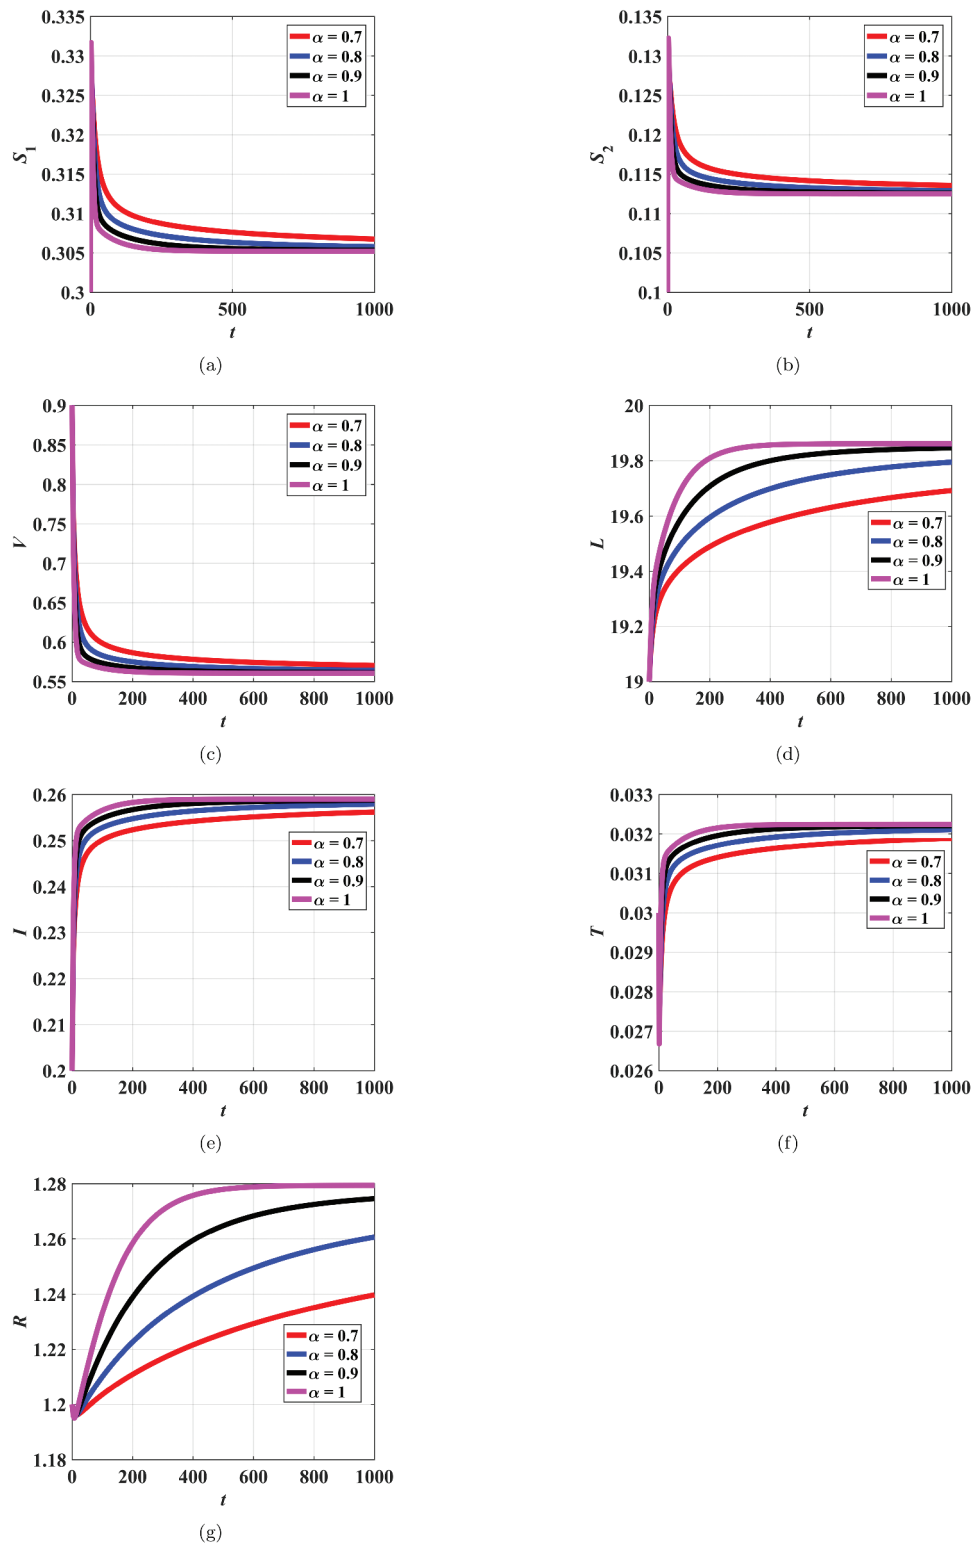 0.335
0.33
0.325
0.32
0.315
0.31
0.305
0.3
S1
α = 0.7
α = 0.8
α = 0.9
α = 1
0 500 1000
t
(a)
0.135
0.13
0.125
0.12
0.115
0.11
0.105
0.1
S2
α = 0.7
α = 0.8
α = 0.9
α = 1
0 500 1000
t
(b)
0.9
0.85
0.8
0.75
0.7
0.65
0.6
0.55
V
α = 0.7
α = 0.8
α = 0.9
α = 1
0 200 400 600 800 1000
t
(c)
20
19.8
19.6
19.4
19.2
19
L
α = 0.7
α = 0.8
α = 0.9
α = 1
0 200 400 600 800 1000
t
(d)
0.26
0.25
0.24
0.23
0.22
0.21
0.2
I
α = 0.7
α = 0.8
α = 0.9
α = 1
0 200 400 600 800 1000
t
(e)
0.033
0.032
0.031
0.03
0.029
0.028
0.027
0.026
T
α = 0.7
α = 0.8
α = 0.9
α = 1
0 200 400 600 800 1000
t
(f)
1.28
1.26
1.24
1.22
1.2
1.18
R
α = 0.7
α = 0.8
α = 0.9
α = 1
0 200 400 600 800 1000
t
(g)